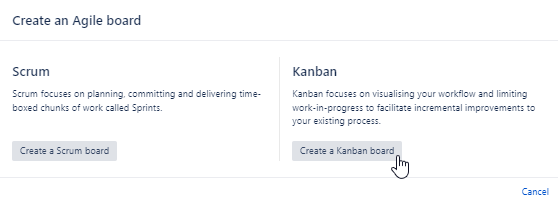 Create an Agile board
Scrum
Scrum focuses on planning, committing and delivering time-
boxed chunks of work called Sprints.
Create a Scrum board
Kanban
Kanban focuses on visualising your workflow and limiting
work-in-progress to facilitate incremental improvements to
your existing process.
Create a Kanban board
Cancel